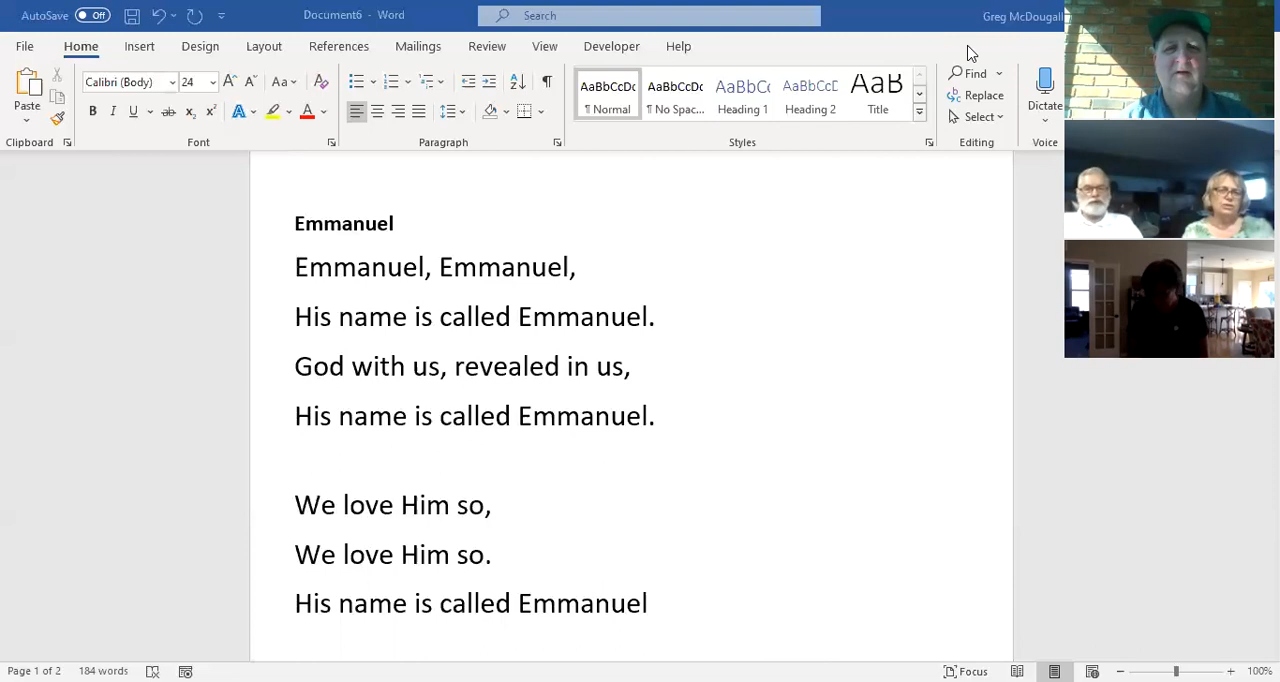 AutoSave Off Document6 - Word Search Greg McDougall
File Home Insert Design Layout References Mailings Review View Developer Help
Paste
Calibri (Body) 24 Aa
AaBbCcDc AaBbCcDc AaBbCc AaBbCcD AaB
¶ Normal ¶ No Spac... Heading 1 Heading 2 Title
Find
Replace
Select
Dictate
Clipboard Font Paragraph Styles Editing Voice
Emmanuel
Emmanuel, Emmanuel,
His name is called Emmanuel.
God with us, revealed in us,
His name is called Emmanuel.
We love Him so,
We love Him so.
His name is called Emmanuel
Page 1 of 2 184 words Focus 100%